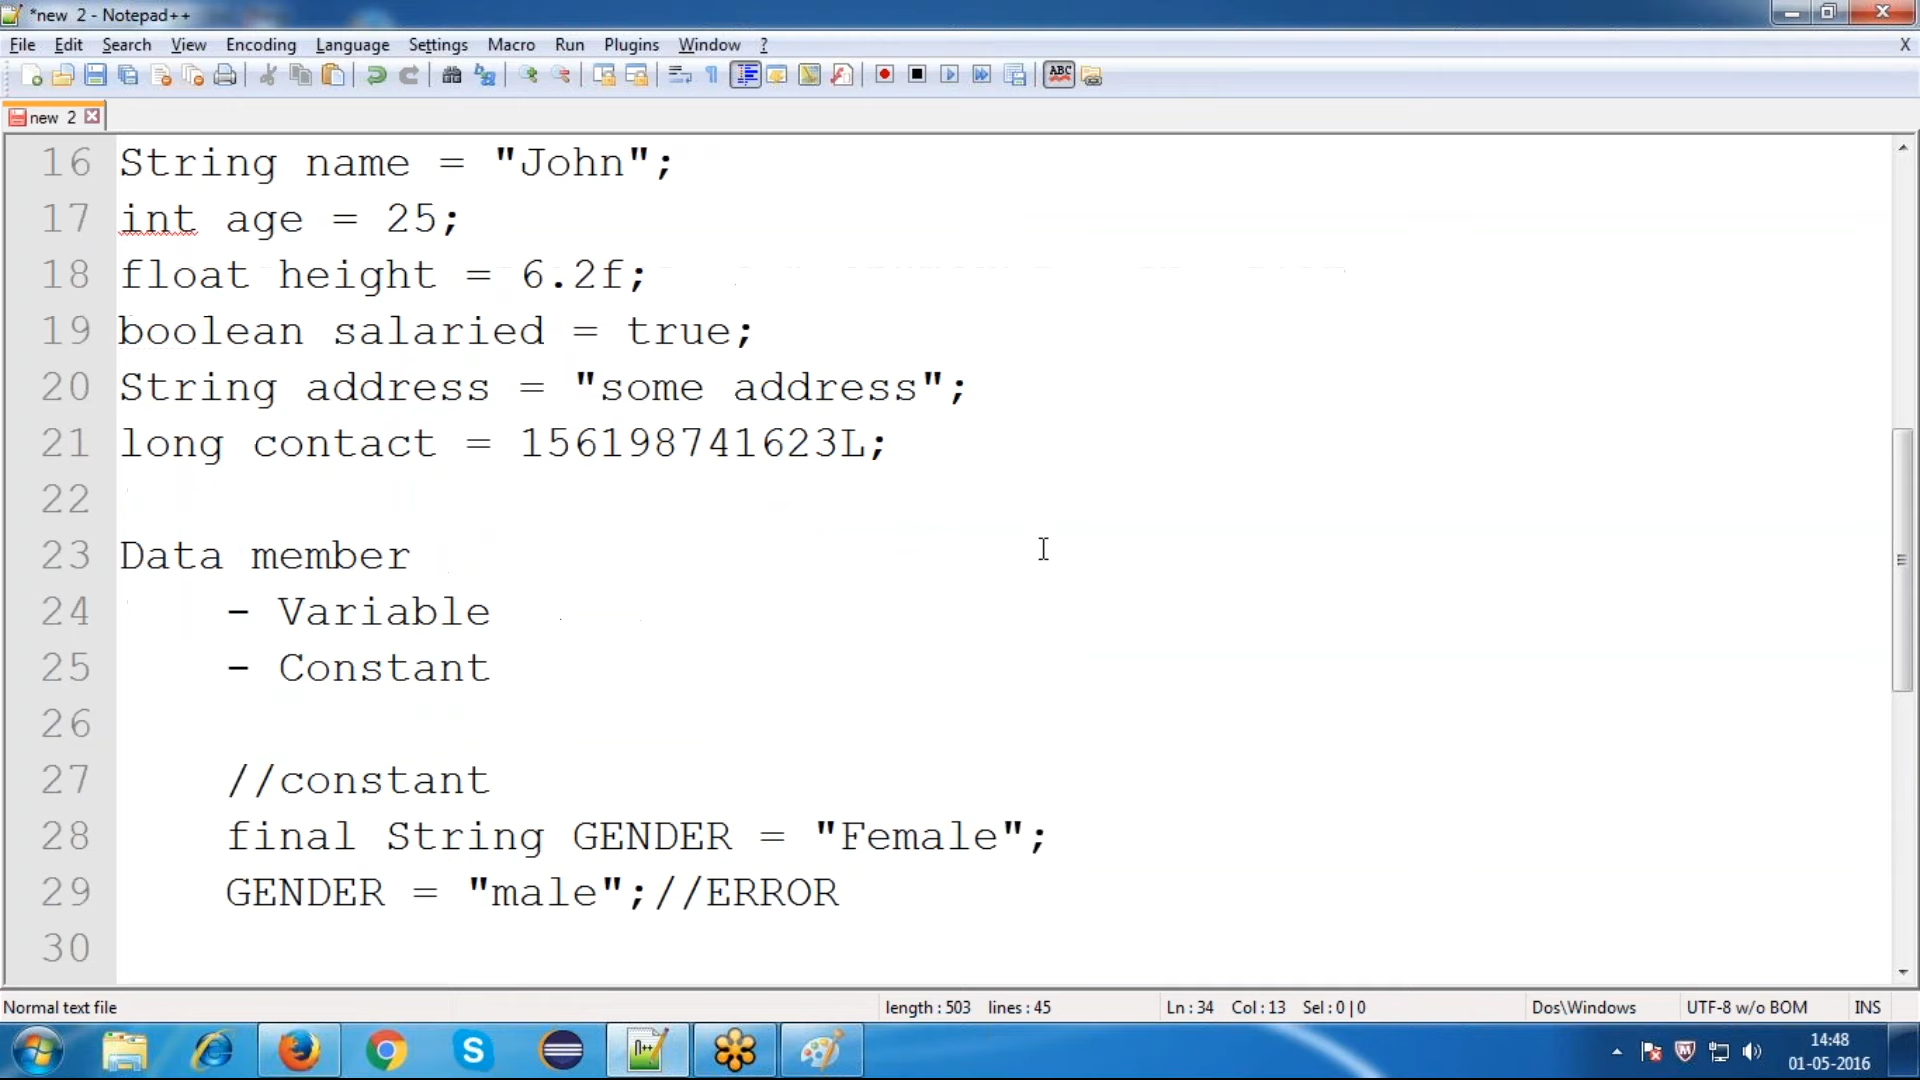 *new 2 - Notepad++
File Edit Search View Encoding Language Settings Macro Run Plugins Window ? X
new 2
16 String name = "John";
17 int age = 25;
18 float height = 6.2f;
19 boolean salaried = true;
20 String address = "some address";
21 long contact = 156198741623L;
22
23 Data member
24 - Variable
25 - Constant
26
27 //constant
28 final String GENDER = "Female";
29 GENDER = "male";//ERROR
30
Normal text file length : 503 lines : 45 Ln : 34 Col : 13 Sel : 0 | 0 Dos\Windows UTF-8 w/o BOM INS
14:48
01-05-2016